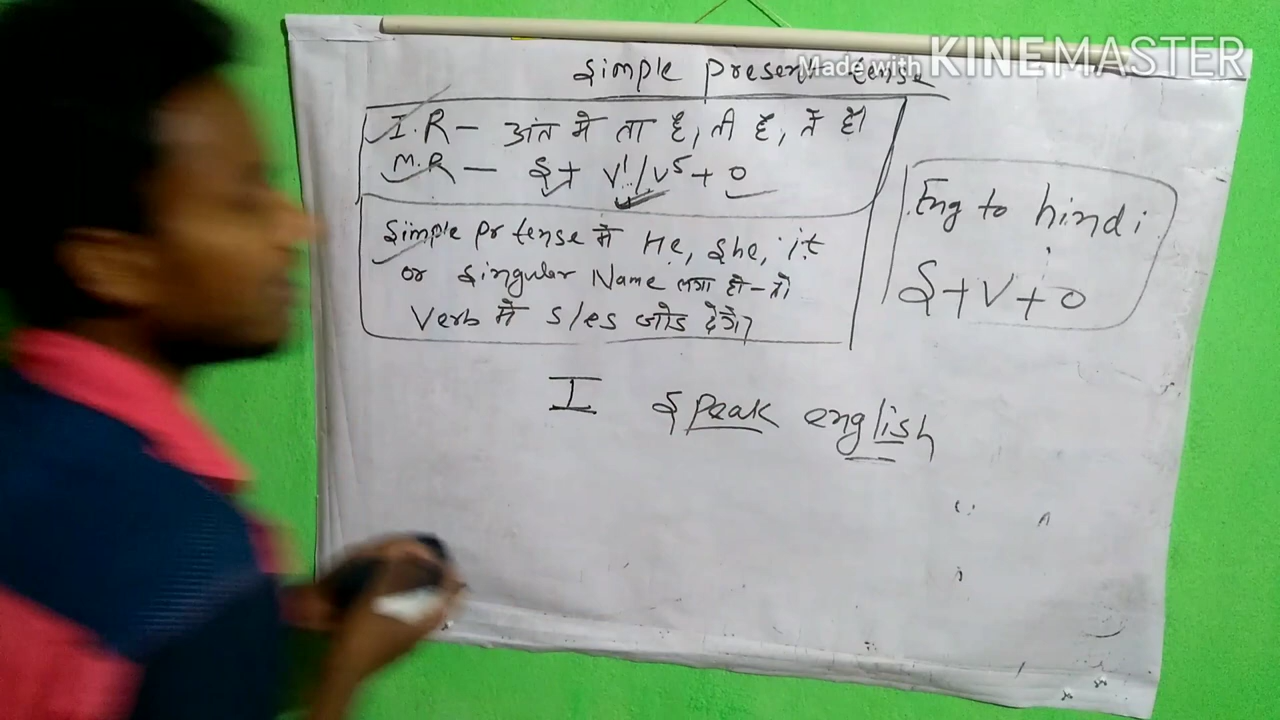 Made with KINEMASTER
Simple present tense
I.R - अंत में ता है, ती है, ते हैं।
M.R - S + V¹/V⁵ + O
Simple pr tense में He, She, it
or Singular Name लगा हो - तो
Verb में s/es जोड़ देंगे।
Eng to hindi
S + V + O
I Speak english